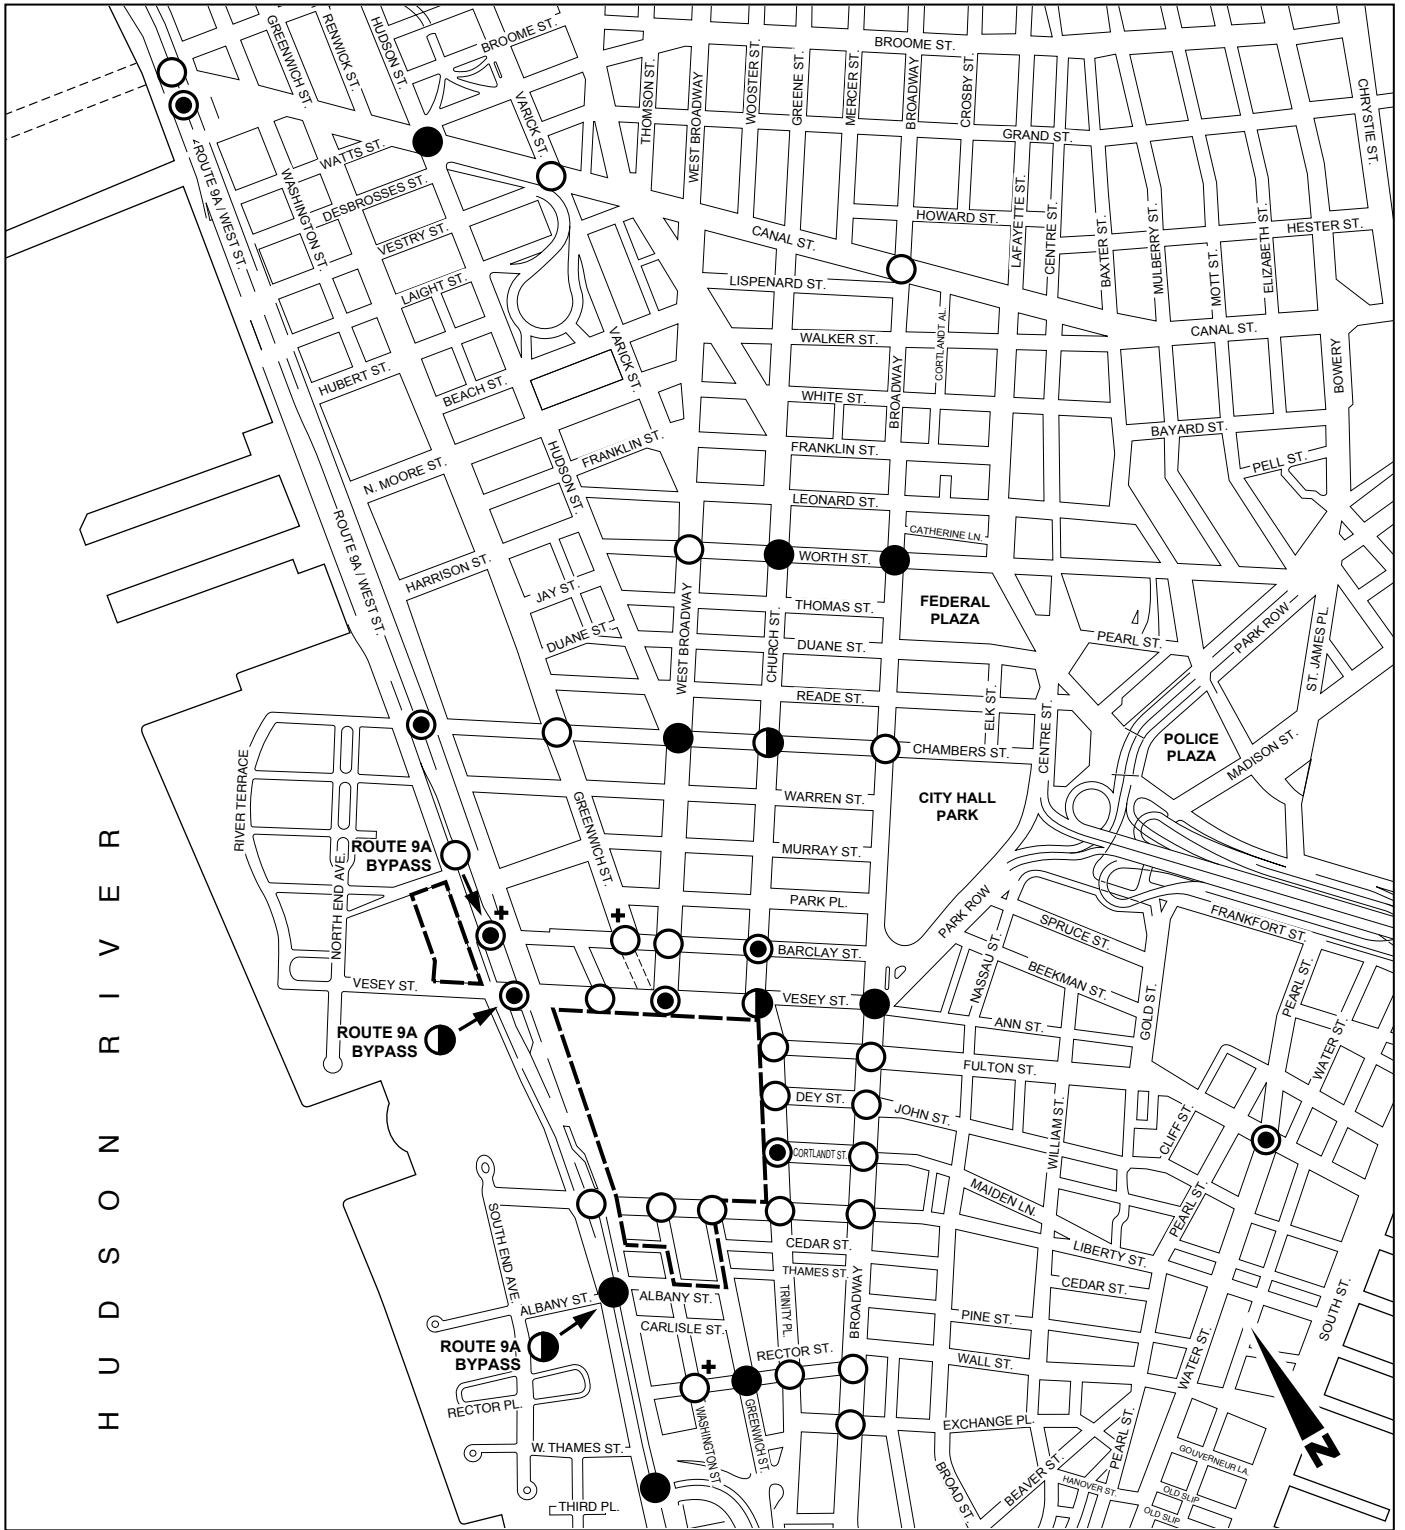 GREENWICH ST.
RENWICK ST.
HUDSON ST.
BROOME ST.
BROOME ST.
THOMSON ST.
WEST BROADWAY
WOOSTER ST.
GREENE ST.
MERCER ST.
BROADWAY
CROSBY ST.
CHRYSTIE ST.
VARICK ST.
GRAND ST.
WATTS ST.
ROUTE 9A / WEST ST.
WASHINGTON ST.
DESBROSSES ST.
VESTRY ST.
LAIGHT ST.
CANAL ST.
HOWARD ST.
LAFAYETTE ST.
CENTRE ST.
BAXTER ST.
MULBERRY ST.
MOTT ST.
ELIZABETH ST.
HESTER ST.
LISPENARD ST.
WALKER ST.
CORTLANDT AL.
CANAL ST.
BOWERY
VARICK ST.
HUBERT ST.
BEACH ST.
WHITE ST.
BROADWAY
BAYARD ST.
PELL ST.
FRANKLIN ST.
FRANKLIN ST.
HUDSON ST.
N. MOORE ST.
LEONARD ST.
CATHERINE LN.
ROUTE 9A / WEST ST.
WORTH ST.
HARRISON ST.
JAY ST.
DUANE ST.
WEST BROADWAY
CHURCH ST.
THOMAS ST.
DUANE ST.
READE ST.
FEDERAL
PLAZA
PEARL ST.
PARK ROW
ST. JAMES PL.
ELK ST.
CENTRE ST.
CHAMBERS ST.
POLICE
PLAZA
MADISON ST.
RIVER TERRACE
GREENWICH ST.
WARREN ST.
CITY HALL
PARK
MURRAY ST.
ROUTE 9A
BYPASS
NORTH END AVE.
PARK PL.
PARK ROW
SPRUCE ST.
FRANKFORT ST.
BARCLAY ST.
NASSAU ST.
BEEKMAN ST.
PEARL ST.
VESEY ST.
VESEY ST.
GOLD ST.
ANN ST.
WATER ST.
ROUTE 9A
BYPASS
FULTON ST.
DEY ST.
JOHN ST.
WILLIAM ST.
CLIFF ST.
CORTLANDT ST.
MAIDEN LN.
PEARL ST.
SOUTH END AVE.
CEDAR ST.
LIBERTY ST.
THAMES ST.
CEDAR ST.
TRINITY PL.
BROADWAY
ALBANY ST.
ALBANY ST.
CARLISLE ST.
PINE ST.
SOUTH ST.
WATER ST.
ROUTE 9A
BYPASS
RECTOR ST.
WALL ST.
RECTOR PL.
WASHINGTON ST
GREENWICH ST.
EXCHANGE PL.
PEARL ST.
W. THAMES ST.
BROAD ST.
BEAVER ST.
HANOVER ST.
GOUVERNEUR LA.
OLD SLIP
OLD SLIP
THIRD PL.
N
HUDSON RIVER